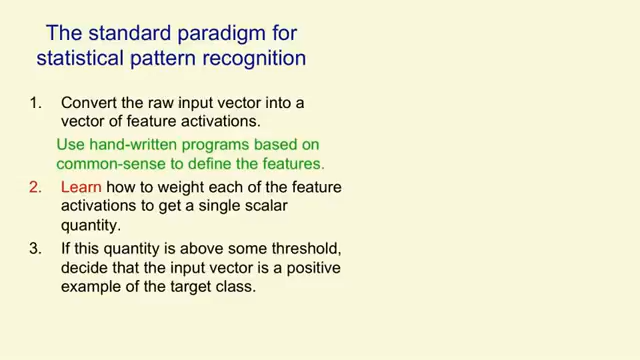 The standard paradigm for
statistical pattern recognition
1. Convert the raw input vector into a
vector of feature activations.
Use hand-written programs based on
common-sense to define the features.
2. Learn how to weight each of the feature
activations to get a single scalar
quantity.
3. If this quantity is above some threshold,
decide that the input vector is a positive
example of the target class.